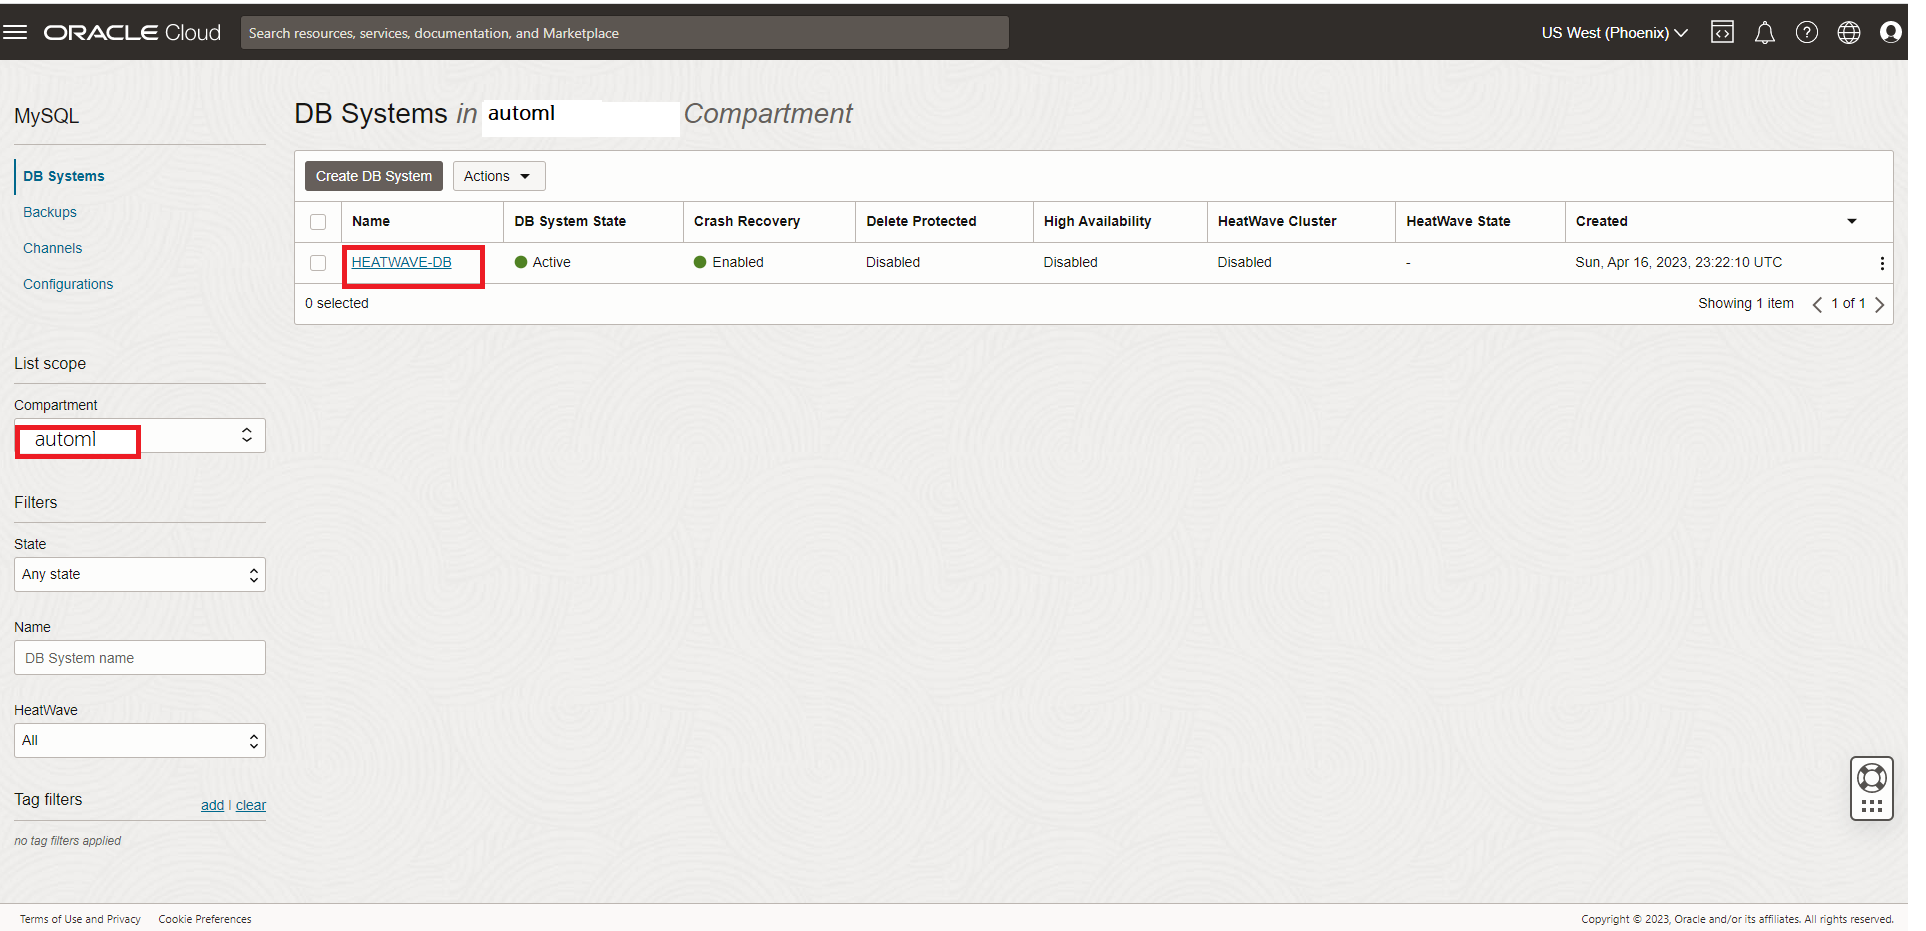 ORACLE Cloud
Search resources, services, documentation, and Marketplace
US West (Phoenix)
MySQL
DB Systems
Backups
Channels
Configurations
List scope
Compartment
automl
Filters
State
Any state
Name
DB System name
HeatWave
All
Tag filters
add | clear
no tag filters applied
DB Systems in automl Compartment
Create DB System
Actions
Name DB System State Crash Recovery Delete Protected High Availability HeatWave Cluster HeatWave State Created
HEATWAVE-DB Active Enabled Disabled Disabled Disabled - Sun, Apr 16, 2023, 23:22:10 UTC
0 selected
Showing 1 item 1 of 1
Terms of Use and Privacy Cookie Preferences
Copyright © 2023, Oracle and/or its affiliates. All rights reserved.